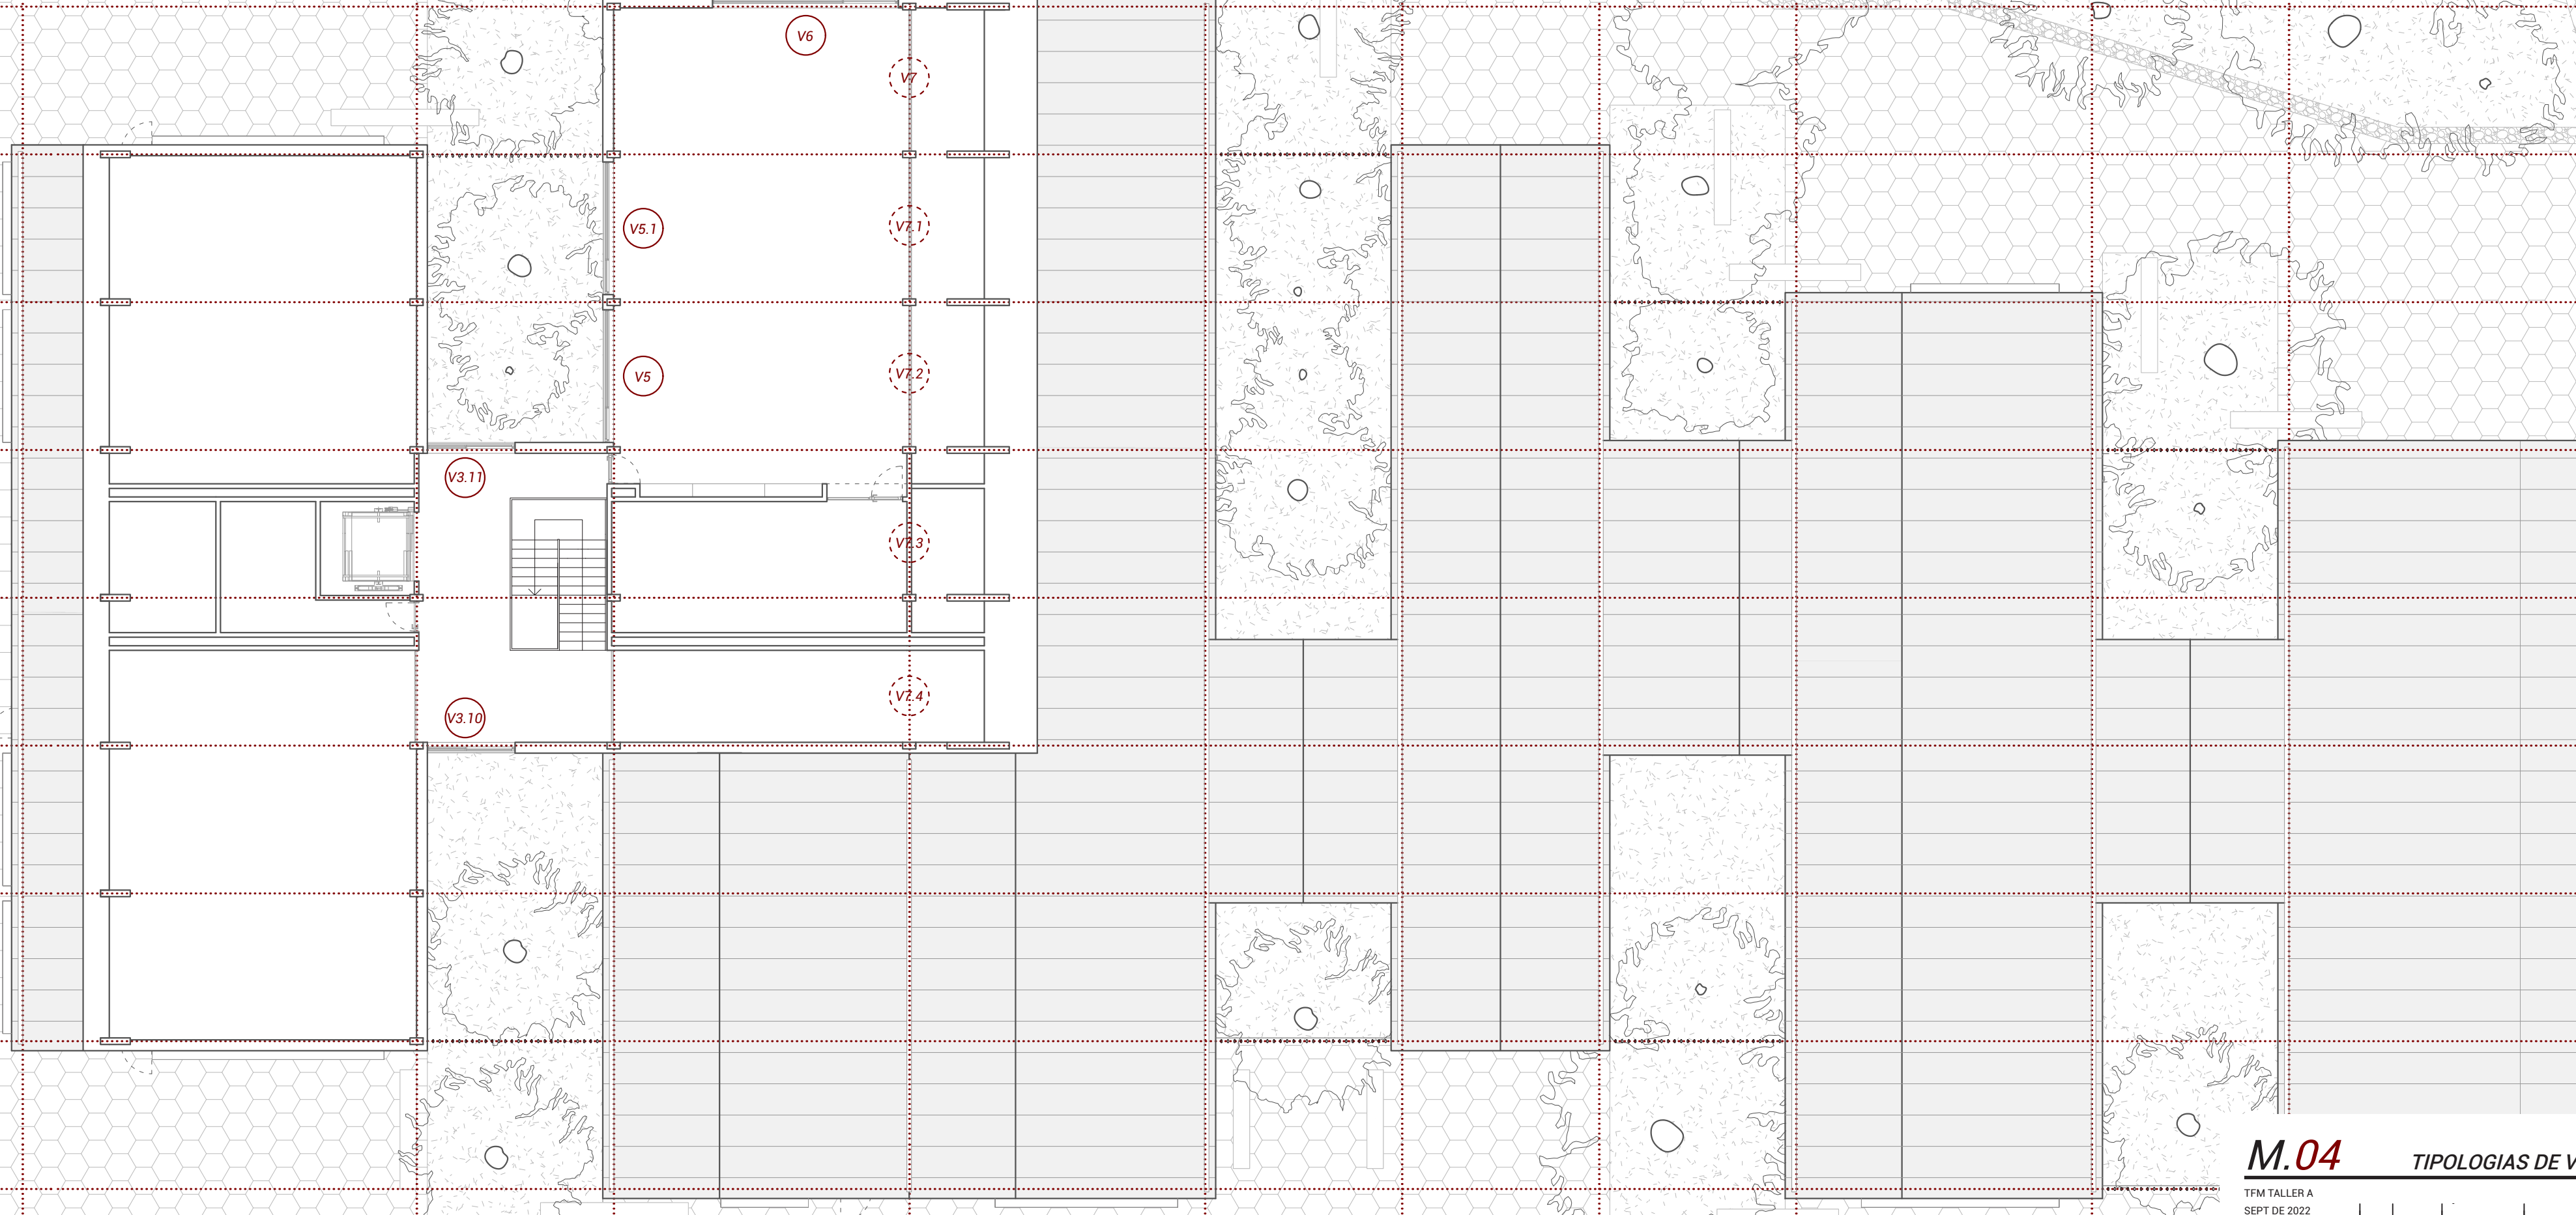 V6
V7
V5.1
V7.1
V5
V7.2
V3.11
V7.3
V7.4
V3.10
M.04
TIPOLOGIAS DE V
TFM TALLER A
SEPT DE 2022